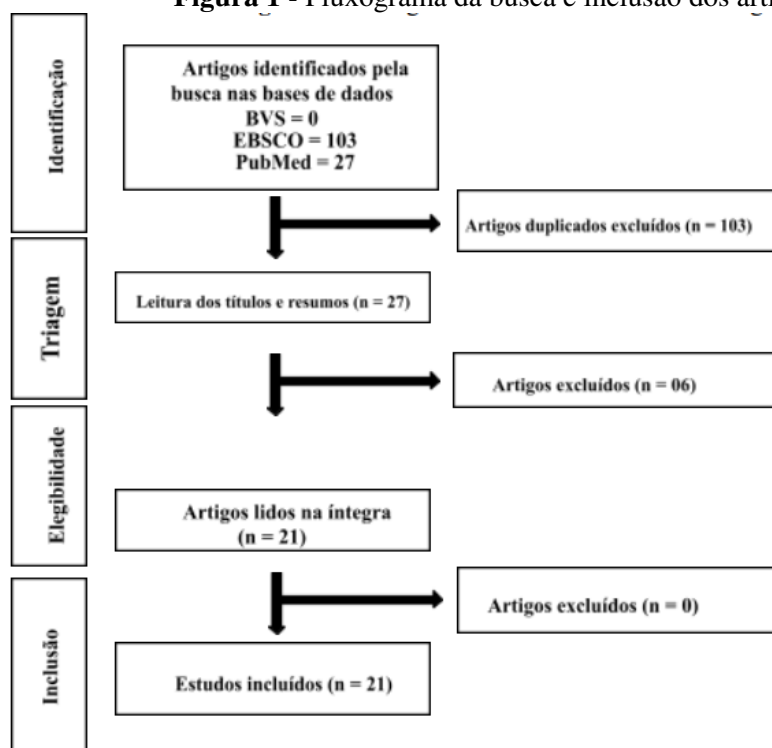 Figura 1 - Fluxograma da busca e inclusão dos
Identificação
Artigos identificados pela
busca nas bases de dados
BVS = 0
EBSCO = 103
PubMed = 27
Artigos duplicados excluídos (n = 103)
Triagem
Leitura dos títulos e resumos (n = 27)
Artigos excluídos (n = 06)
Elegibilidade
Artigos lidos na íntegra
(n = 21)
Artigos excluídos (n = 0)
Inclusão
Estudos incluídos (n = 21)